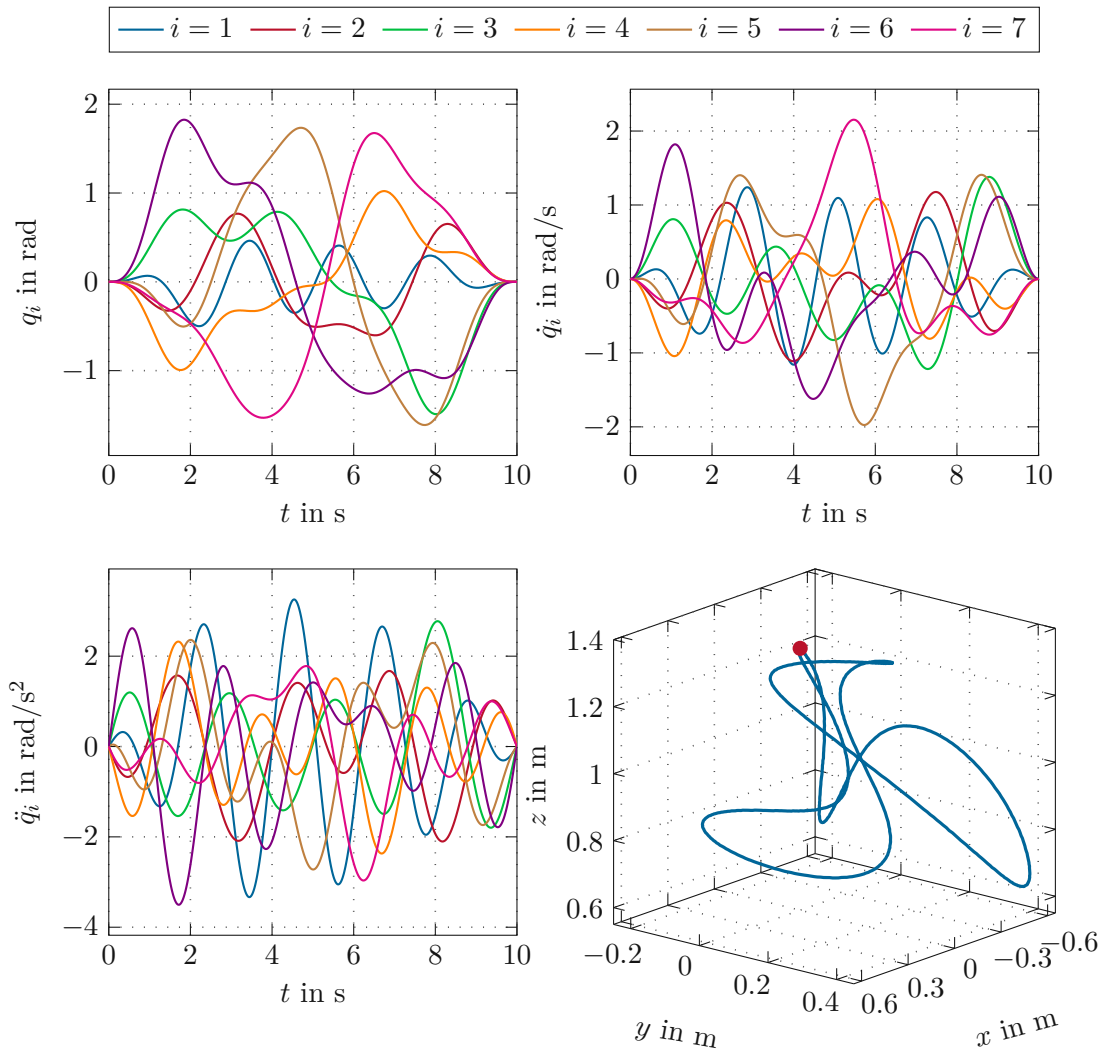 i = 1 i = 2 i = 3 i = 4 i = 5 i = 6 i = 7
2
1
0
−1
q_i in rad
0 2 4 6 8 10
t in s
2
1
0
−1
−2
q̇_i in rad/s
0 2 4 6 8 10
t in s
2
0
−2
−4
q̈_i in rad/s²
0 2 4 6 8 10
t in s
1.4
1.2
1
0.8
0.6
z in m
−0.2 0 0.2 0.4
y in m
0.6 0.3 0 −0.3 −0.6
x in m